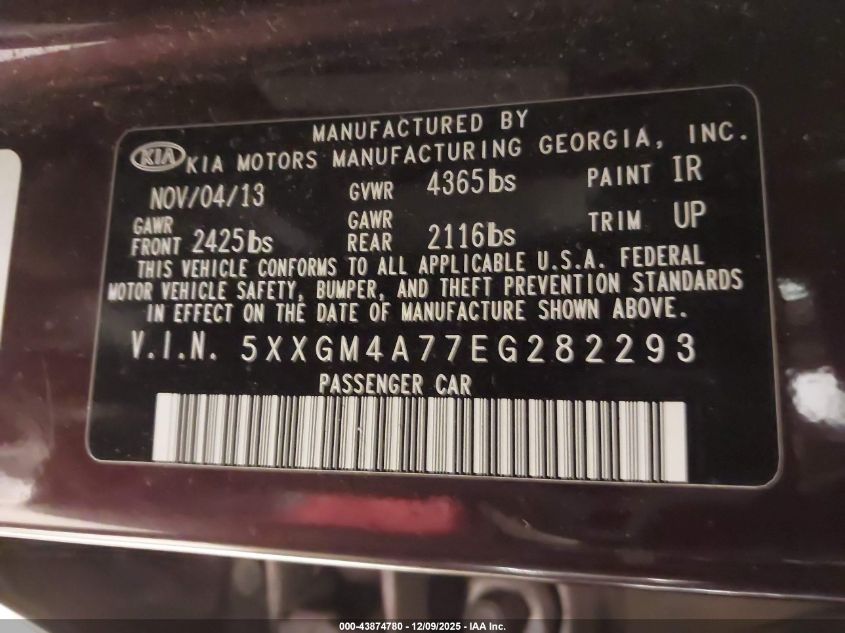 MANUFACTURED BY
KIA KIA MOTORS MANUFACTURING GEORGIA, INC.
NOV/04/13 GVWR 4365lbs PAINT IR
GAWR FRONT 2425lbs GAWR REAR 2116lbs TRIM UP
THIS VEHICLE CONFORMS TO ALL APPLICABLE U.S.A. FEDERAL
MOTOR VEHICLE SAFETY, BUMPER, AND THEFT PREVENTION STANDARDS
IN EFFECT ON THE DATE OF MANUFACTURE SHOWN ABOVE.
V.I.N. 5XXGM4A77EG282293
PASSENGER CAR
000-43874780 - 12/09/2025 - IAA Inc.